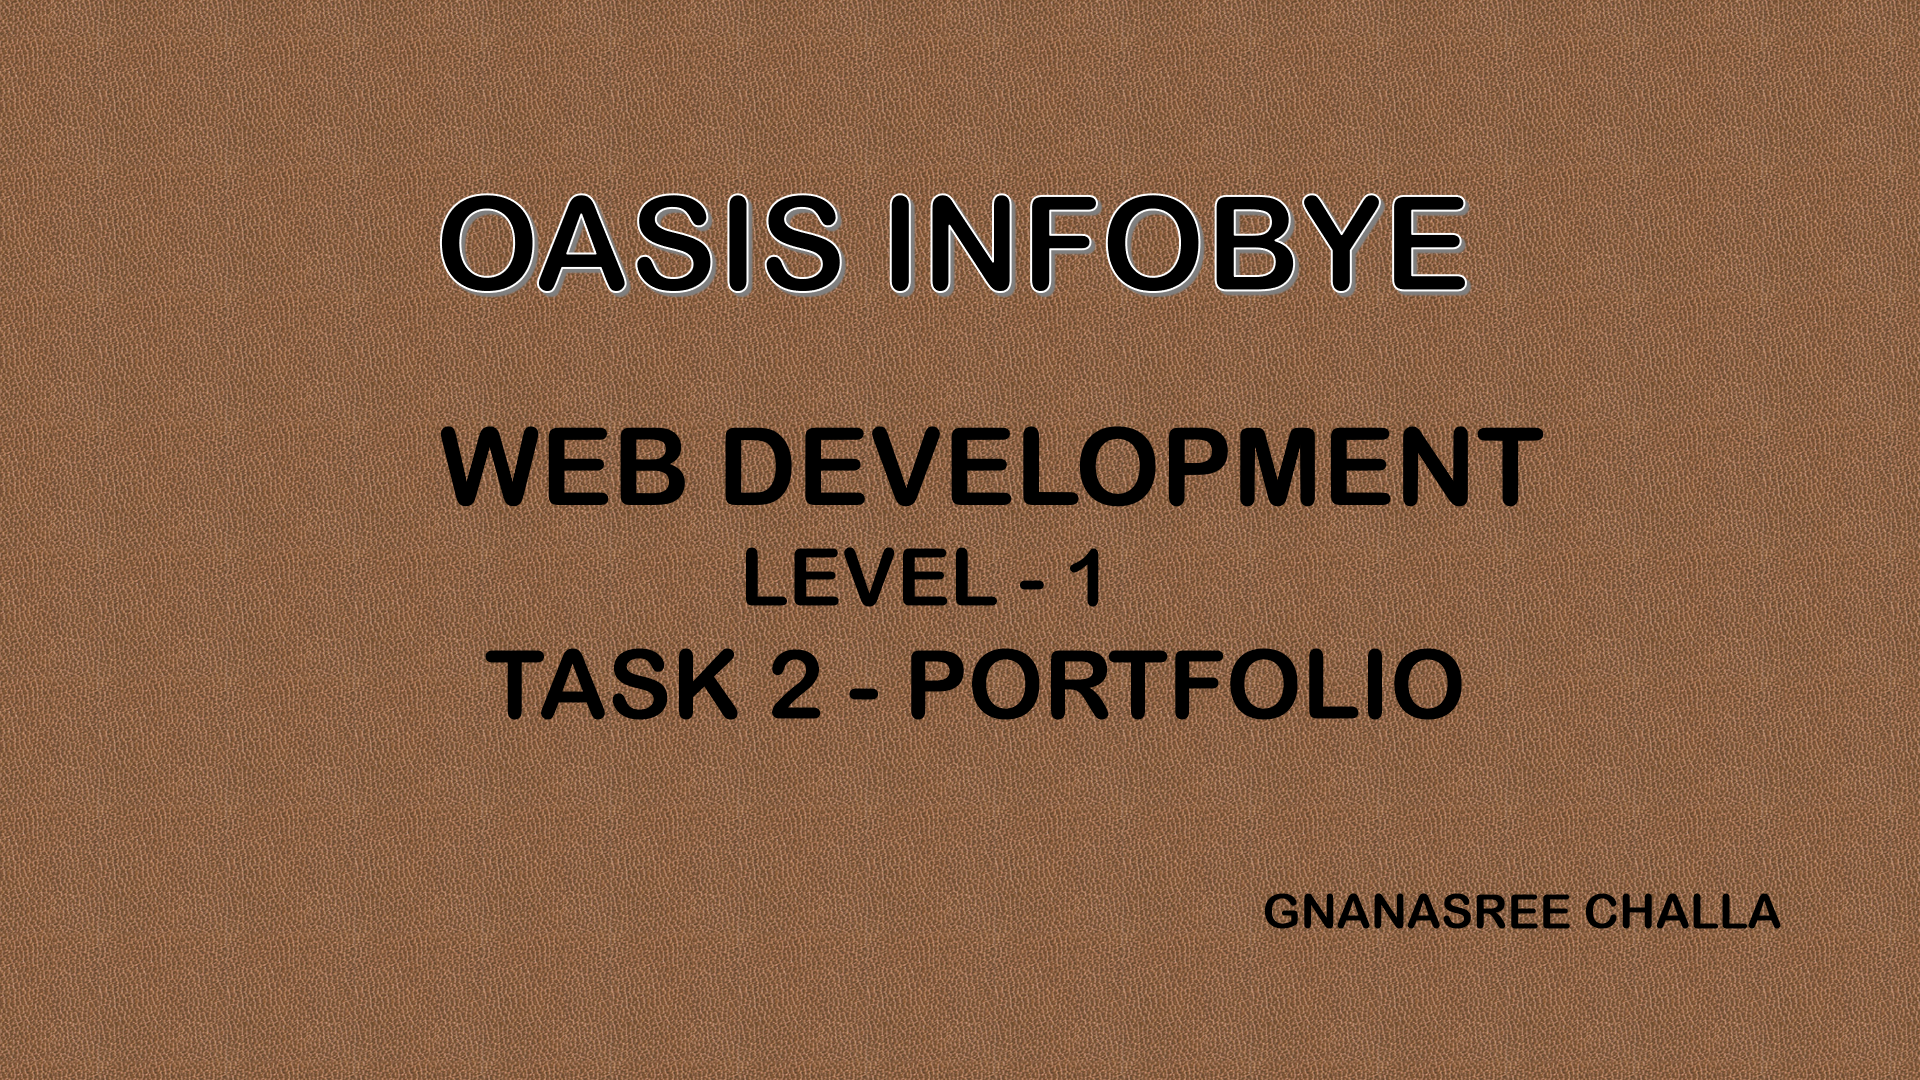 OASIS INFOBYE
WEB DEVELOPMENT
LEVEL - 1
TASK 2 - PORTFOLIO
GNANASREE CHALLA